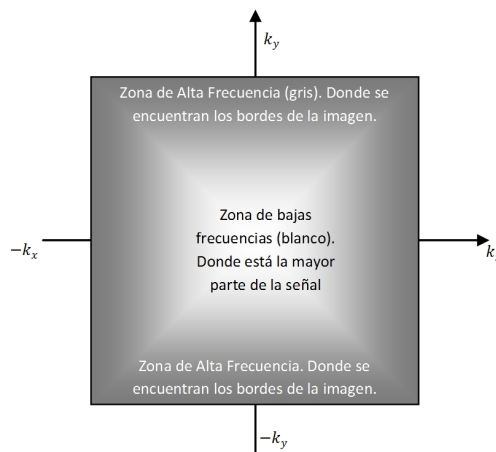 k_y
Zona de Alta Frecuencia (gris). Donde se
encuentran los bordes de la imagen.
Zona de bajas
frecuencias (blanco).
Donde está la mayor
parte de la señal
−k_x
Zona de Alta Frecuencia. Donde se
encuentran los bordes de la imagen.
−k_y